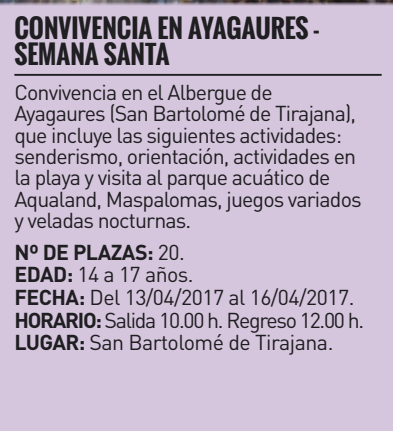 CONVIVENCIA EN AYAGAURES -
SEMANA SANTA
Convivencia en el Albergue de
Ayagaures (San Bartolomé de Tirajana),
que incluye las siguientes actividades:
senderismo, orientación, actividades en
la playa y visita al parque acuático de
Aqualand, Maspalomas, juegos variados
y veladas nocturnas.
Nº DE PLAZAS: 20.
EDAD: 14 a 17 años.
FECHA: Del 13/04/2017 al 16/04/2017.
HORARIO: Salida 10.00 h. Regreso 12.00 h.
LUGAR: San Bartolomé de Tirajana.